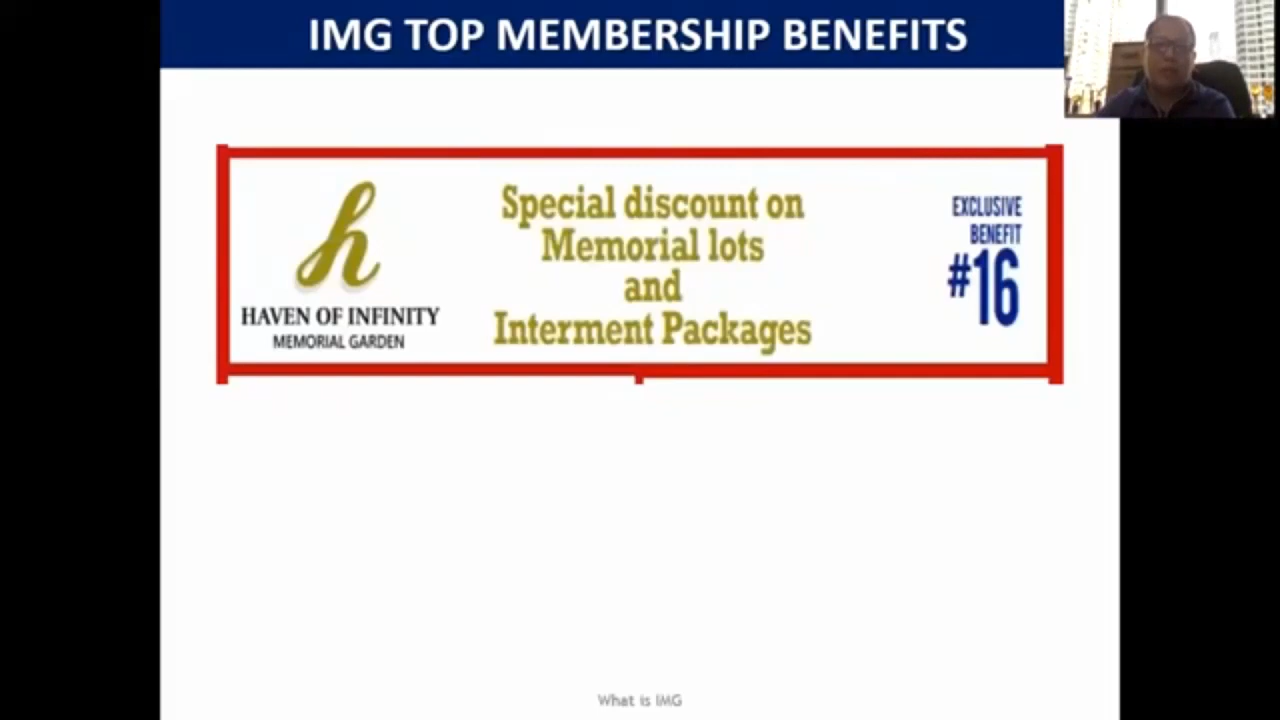 IMG TOP MEMBERSHIP BENEFITS
h
HAVEN OF INFINITY
MEMORIAL GARDEN
Special discount on
Memorial lots
and
Interment Packages
EXCLUSIVE
BENEFIT
#16
What is IMG